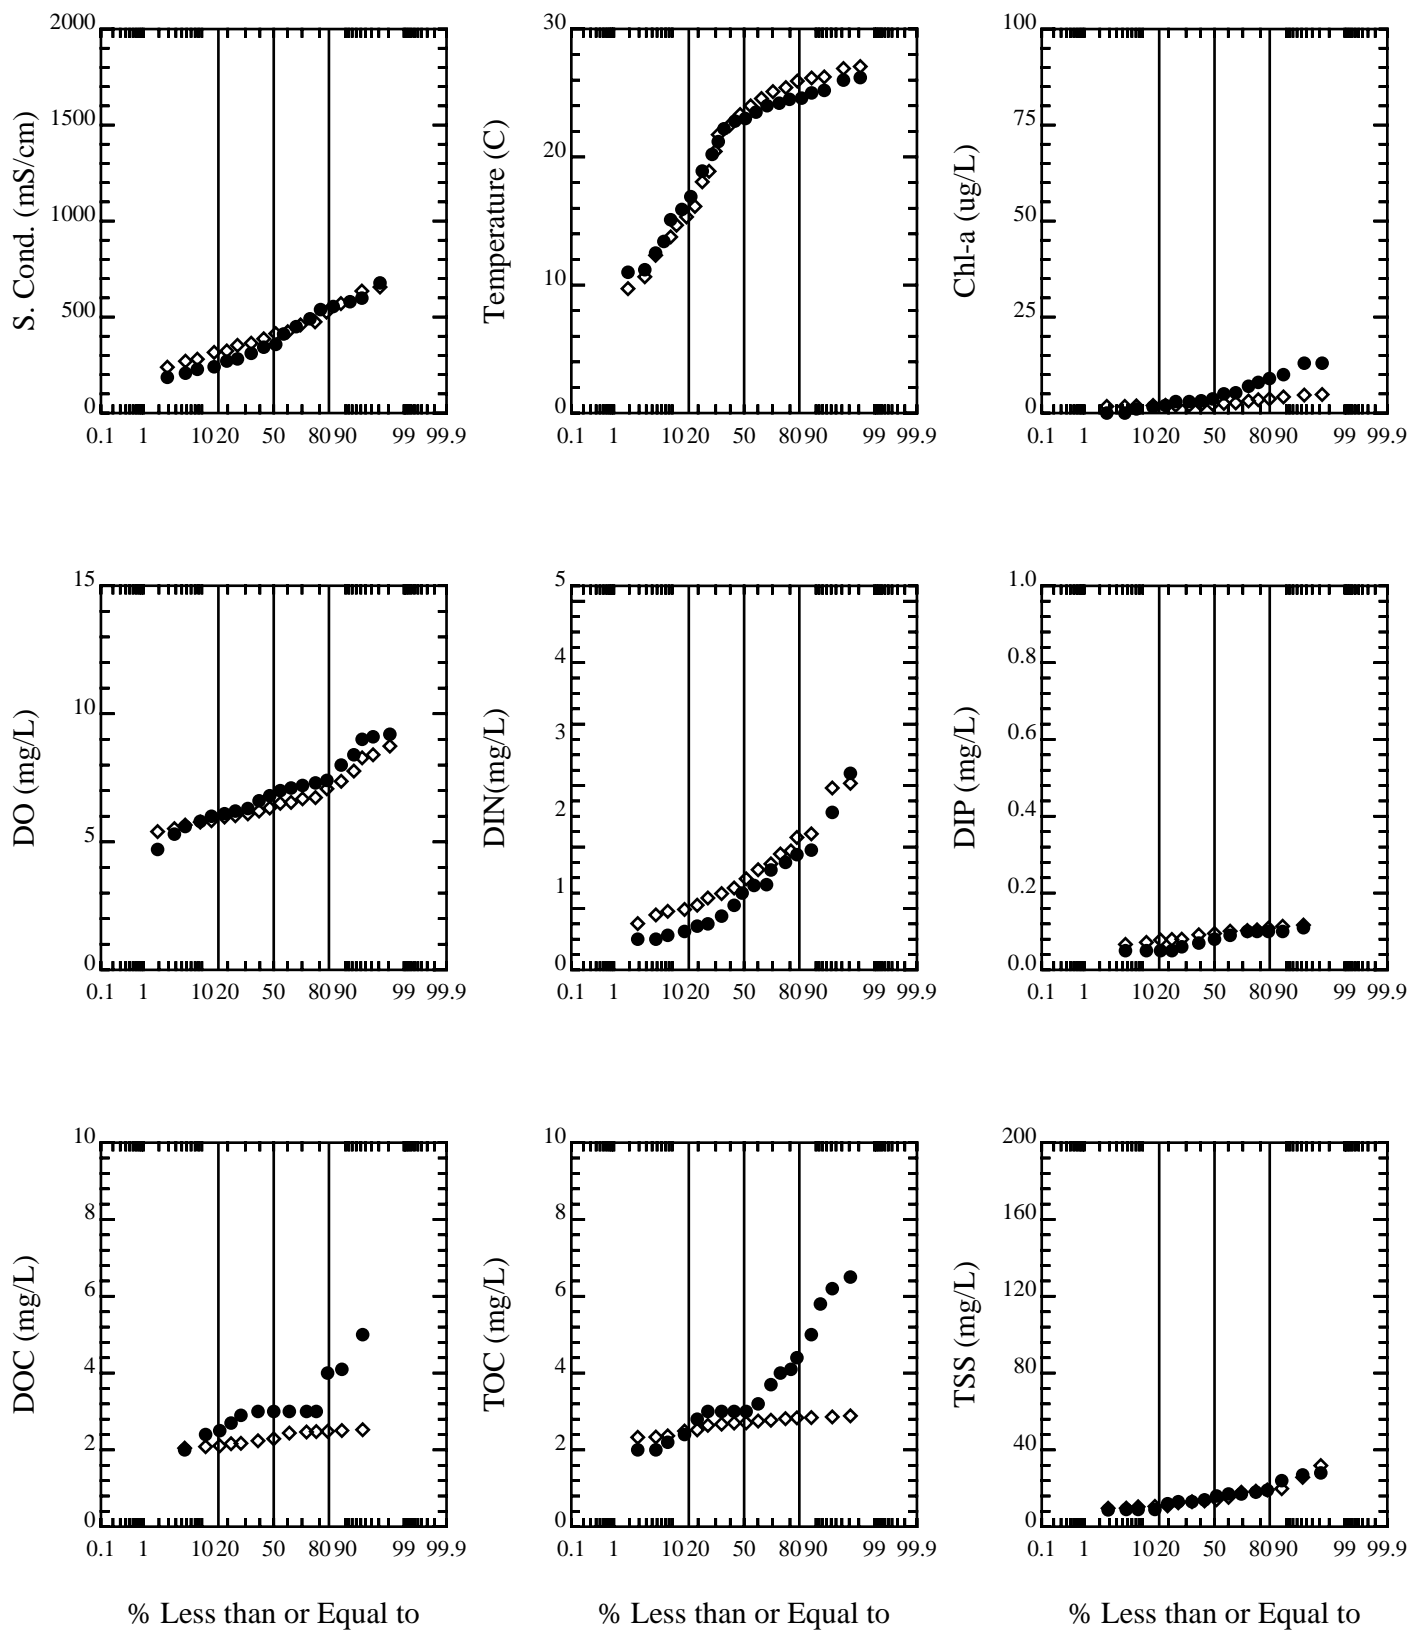 2000
1500
1000
500
0
S. Cond. (mS/cm)
0.1 1 10 20 50 80 90 99 99.9
30
20
10
0
Temperature (C)
0.1 1 10 20 50 80 90 99 99.9
100
75
50
25
0
Chl-a (ug/L)
0.1 1 10 20 50 80 90 99 99.9
15
10
5
0
DO (mg/L)
0.1 1 10 20 50 80 90 99 99.9
5
4
3
2
1
0
DIN(mg/L)
0.1 1 10 20 50 80 90 99 99.9
1.0
0.8
0.6
0.4
0.2
0.0
DIP (mg/L)
0.1 1 10 20 50 80 90 99 99.9
10
8
6
4
2
0
DOC (mg/L)
0.1 1 10 20 50 80 90 99 99.9
% Less than or Equal to
10
8
6
4
2
0
TOC (mg/L)
0.1 1 10 20 50 80 90 99 99.9
% Less than or Equal to
200
160
120
80
40
0
TSS (mg/L)
0.1 1 10 20 50 80 90 99 99.9
% Less than or Equal to